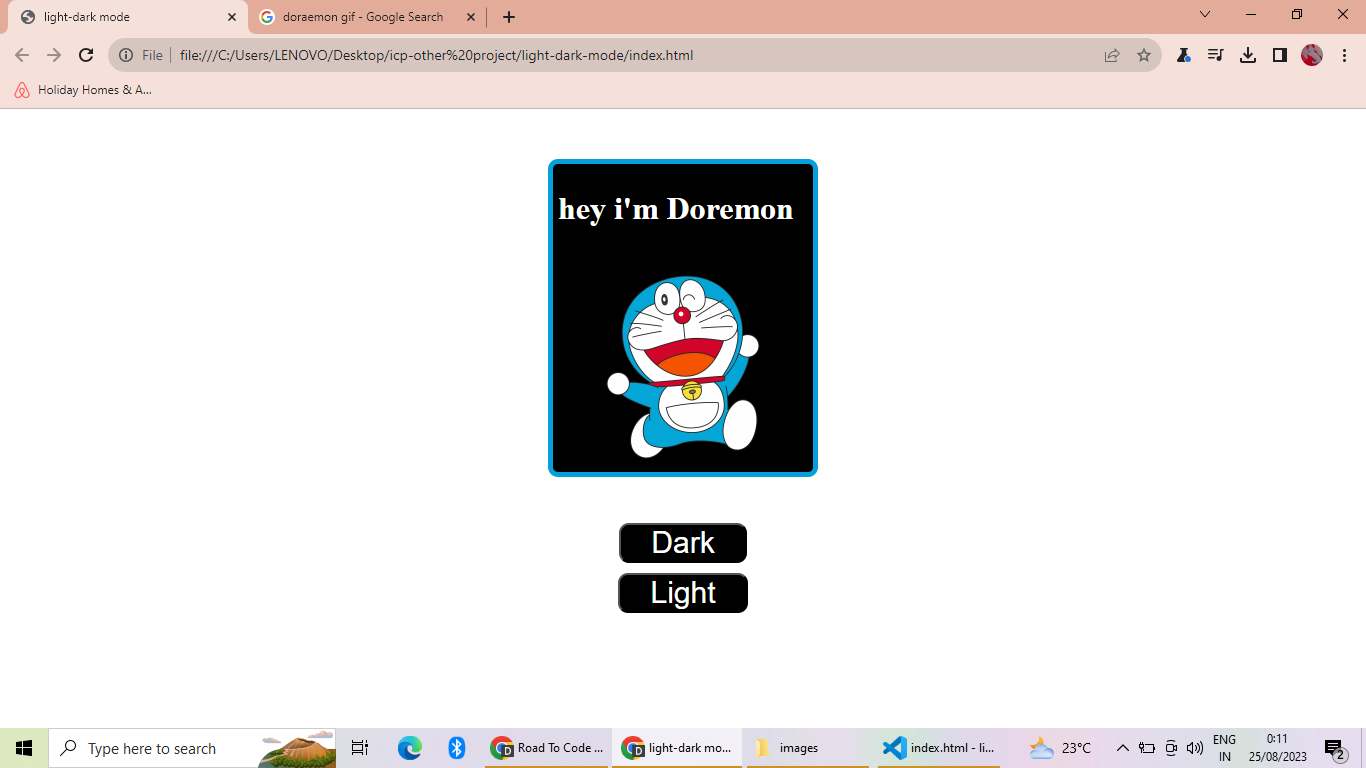 light-dark mode
doraemon gif - Google Search
File
file:///C:/Users/LENOVO/Desktop/icp-other%20project/light-dark-mode/index.html
Holiday Homes & A...
hey i'm Doremon
Dark
Light
Type here to search
D
Road To Code ...
D
light-dark mo...
images
index.html - li...
23°C
ENG
IN
0:11
25/08/2023
2